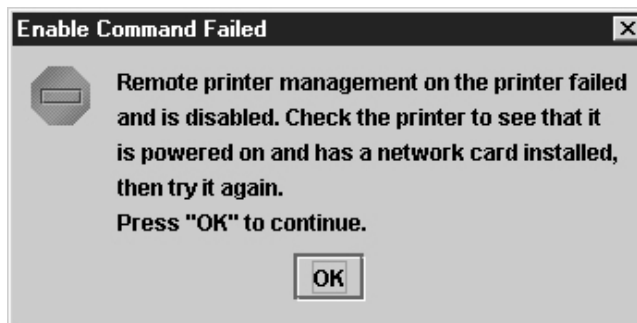 Enable Command Failed
Remote printer management on the printer failed
and is disabled. Check the printer to see that it
is powered on and has a network card installed,
then try it again.
Press "OK" to continue.
OK